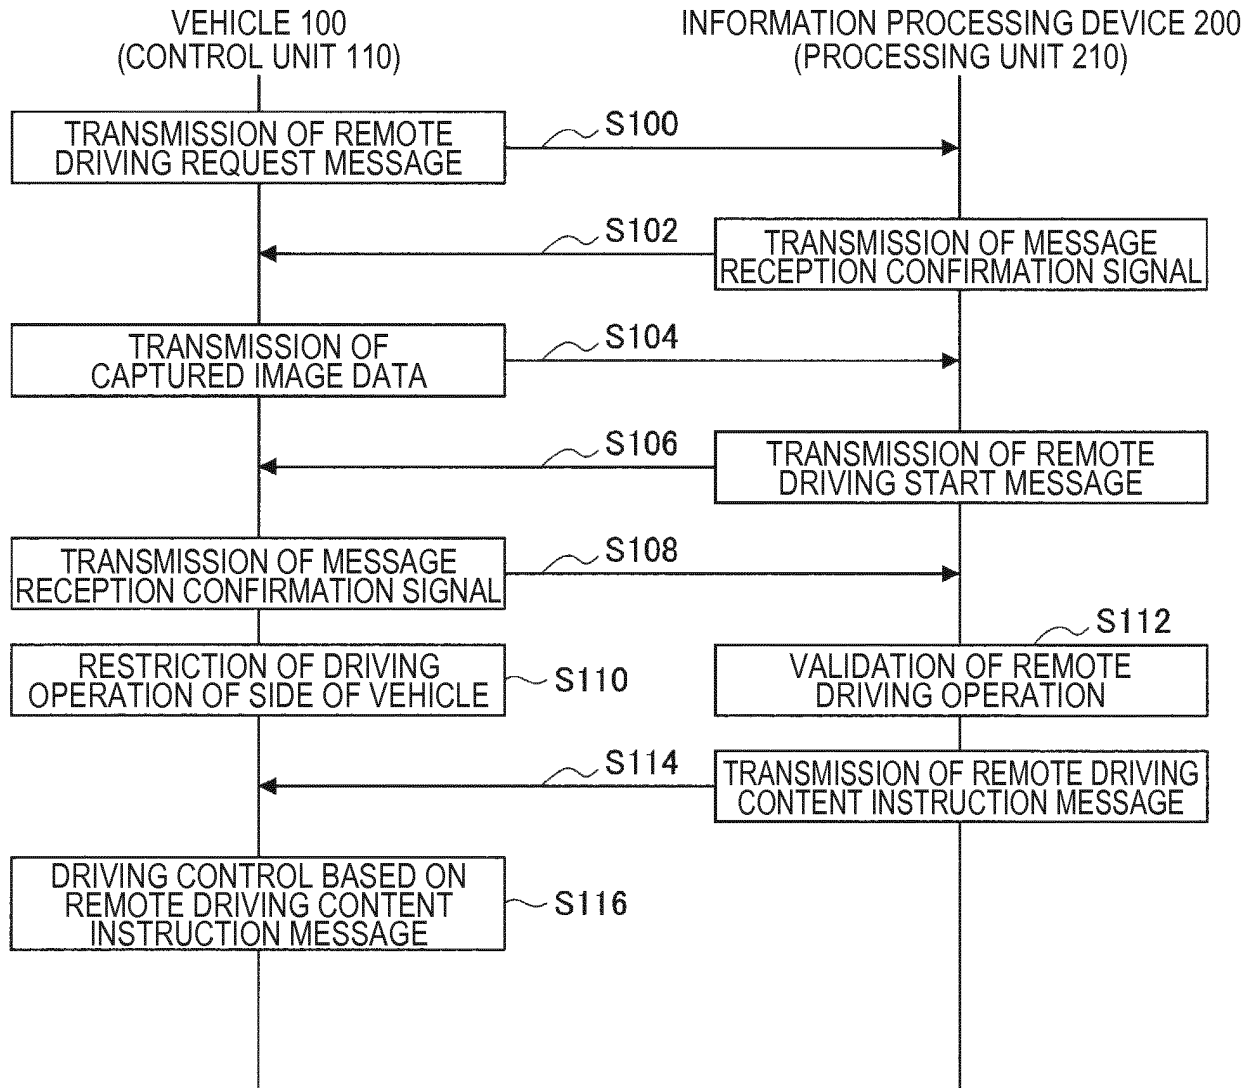 VEHICLE 100
(CONTROL UNIT 110)
INFORMATION PROCESSING DEVICE 200
(PROCESSING UNIT 210)
TRANSMISSION OF REMOTE
DRIVING REQUEST MESSAGE
S100
S102
TRANSMISSION OF MESSAGE
RECEPTION CONFIRMATION SIGNAL
TRANSMISSION OF
CAPTURED IMAGE DATA
S104
S106
TRANSMISSION OF REMOTE
DRIVING START MESSAGE
TRANSMISSION OF MESSAGE
RECEPTION CONFIRMATION SIGNAL
S108
S112
RESTRICTION OF DRIVING
OPERATION OF SIDE OF VEHICLE
S110
VALIDATION OF REMOTE
DRIVING OPERATION
S114
TRANSMISSION OF REMOTE DRIVING
CONTENT INSTRUCTION MESSAGE
DRIVING CONTROL BASED ON
REMOTE DRIVING CONTENT
INSTRUCTION MESSAGE
S116